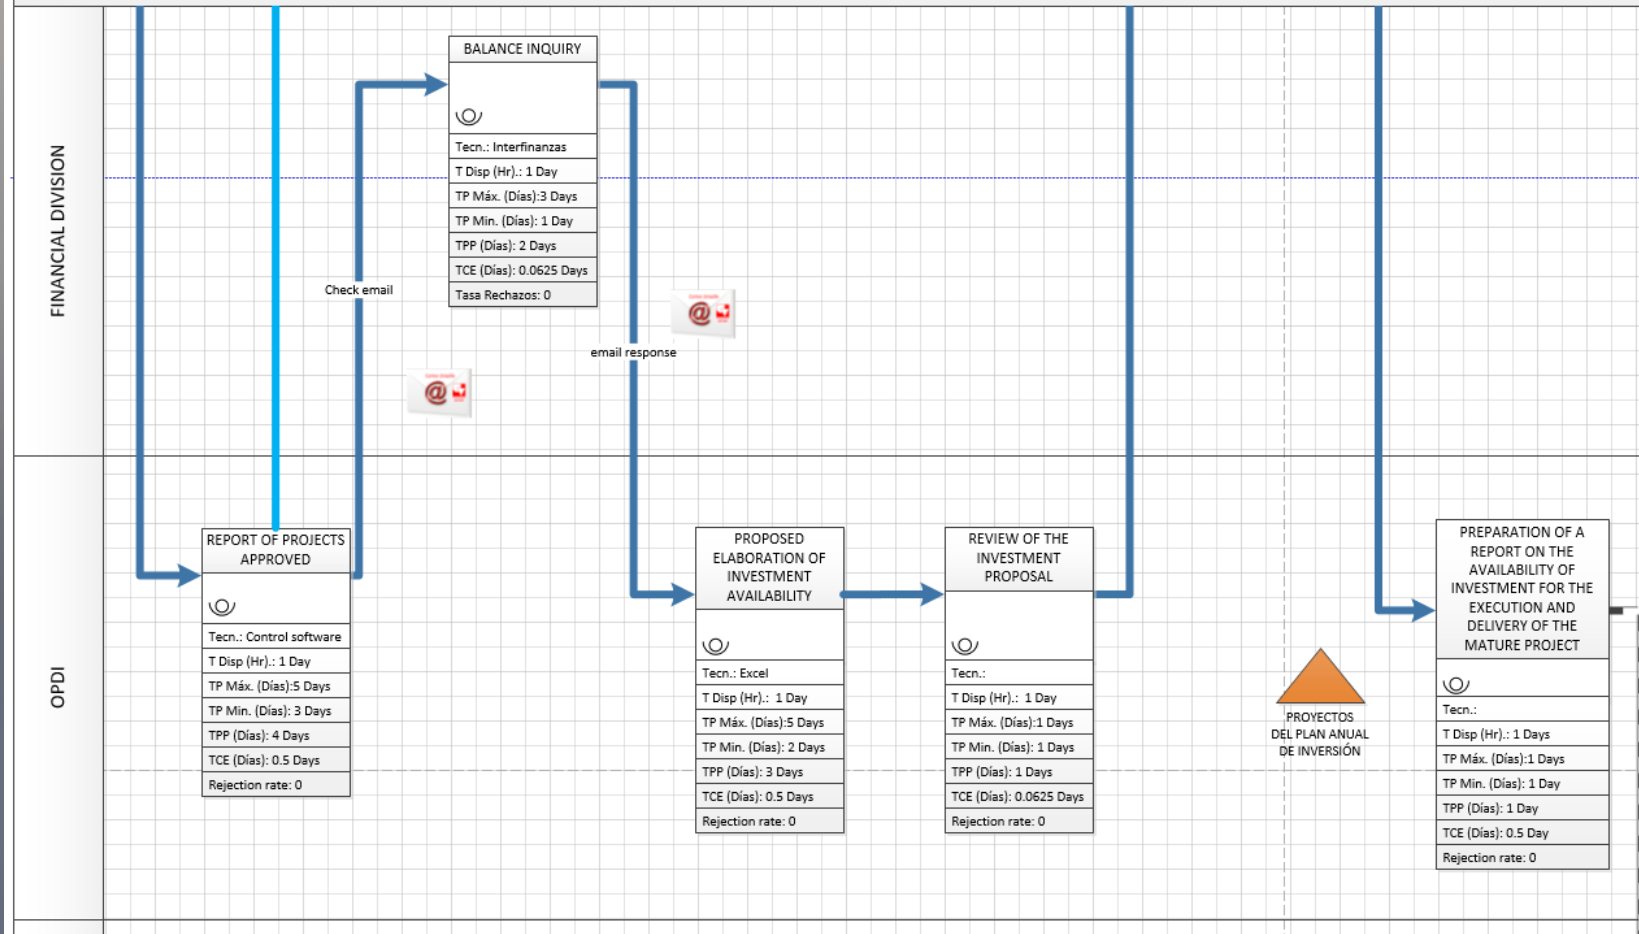 FINANCIAL DIVISION
BALANCE INQUIRY
Tecn.: Interfinanzas
T Disp (Hr).: 1 Day
TP Máx. (Días):3 Days
TP Min. (Días): 1 Day
TPP (Días): 2 Days
TCE (Días): 0.0625 Days
Tasa Rechazos: 0
Check email
@
email response
@
OPDI
REPORT OF PROJECTS
APPROVED
Tecn.: Control software
T Disp (Hr).: 1 Day
TP Máx. (Días):5 Days
TP Min. (Días): 3 Days
TPP (Días): 4 Days
TCE (Días): 0.5 Days
Rejection rate: 0
PROPOSED
ELABORATION OF
INVESTMENT
AVAILABILITY
Tecn.: Excel
T Disp (Hr).: 1 Day
TP Máx. (Días):5 Days
TP Min. (Días): 2 Days
TPP (Días): 3 Days
TCE (Días): 0.5 Days
Rejection rate: 0
REVIEW OF THE
INVESTMENT
PROPOSAL
Tecn.:
T Disp (Hr).: 1 Day
TP Máx. (Días):1 Days
TP Min. (Días): 1 Days
TPP (Días): 1 Days
TCE (Días): 0.0625 Days
Rejection rate: 0
PROYECTOS
DEL PLAN ANUAL
DE INVERSIÓN
PREPARATION OF A
REPORT ON THE
AVAILABILITY OF
INVESTMENT FOR THE
EXECUTION AND
DELIVERY OF THE
MATURE PROJECT
Tecn.:
T Disp (Hr).: 1 Days
TP Máx. (Días):1 Days
TP Min. (Días): 1 Day
TPP (Días): 1 Day
TCE (Días): 0.5 Day
Rejection rate: 0